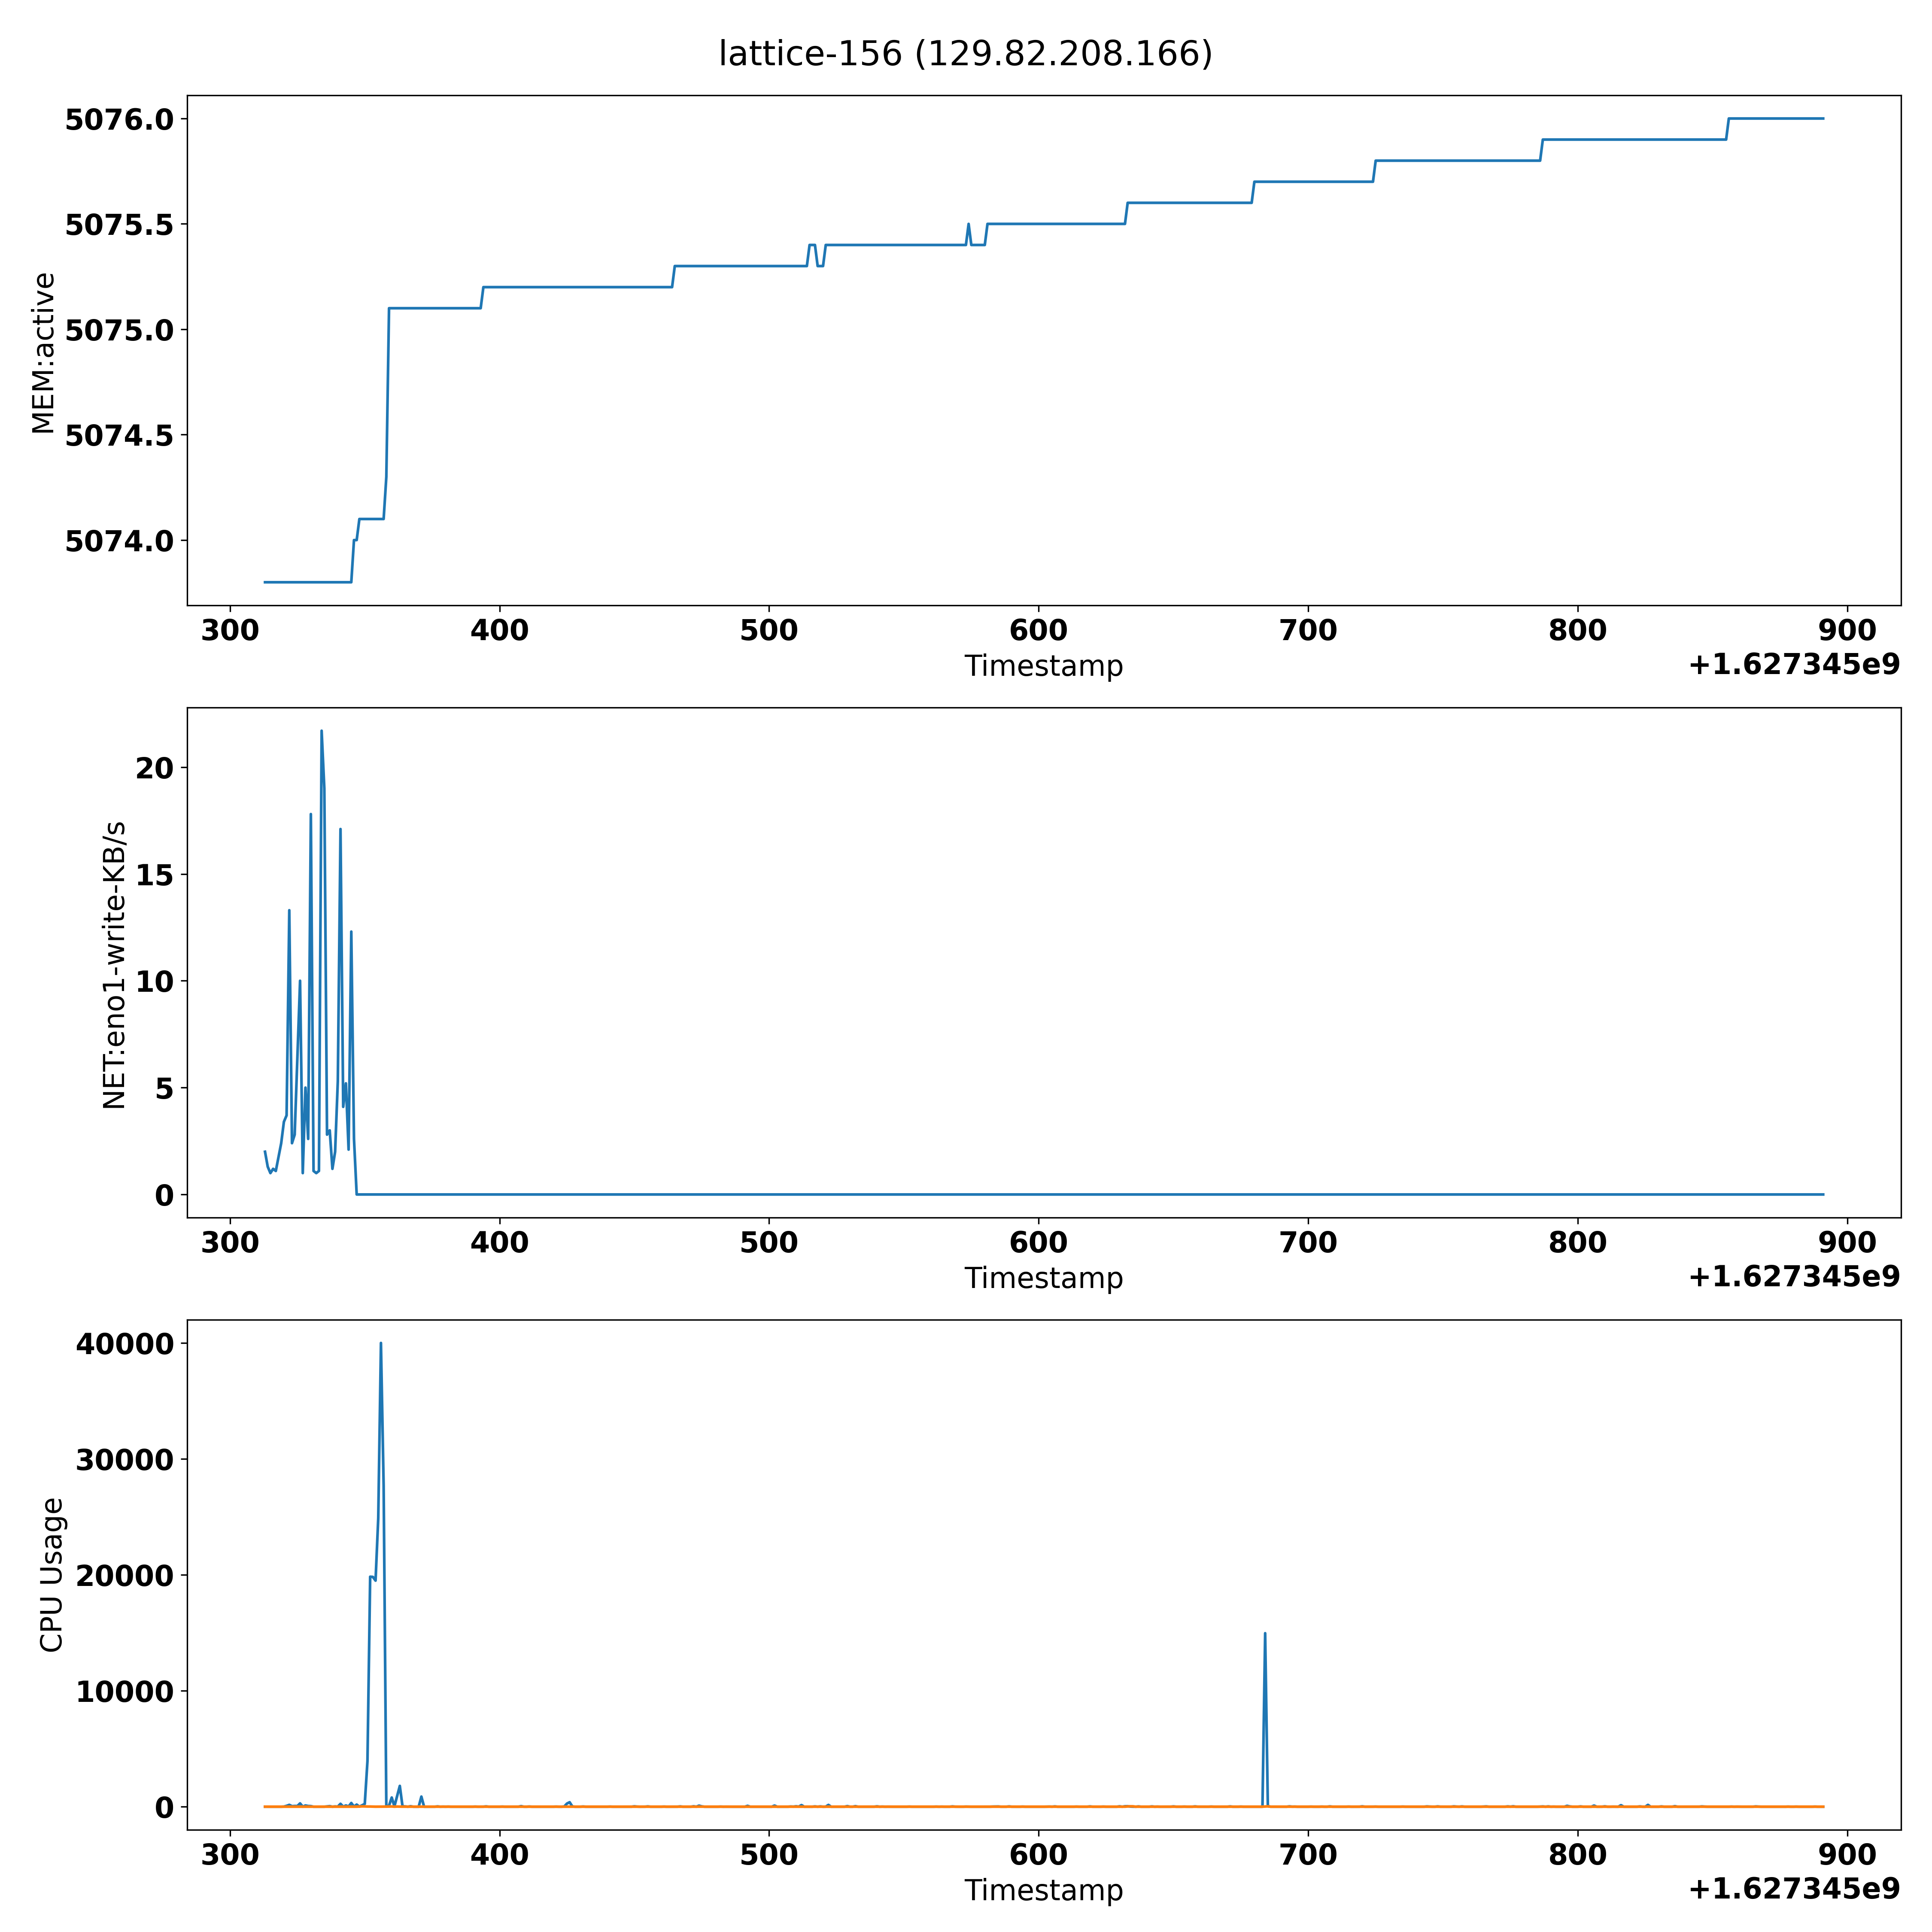 lattice-156 (129.82.208.166)
5076.0
5075.5
5075.0
5074.5
5074.0
MEM:active
300 400 500 600 700 800 900
Timestamp
+1.627345e9
20
15
10
5
0
NET:eno1-write-KB/s
300 400 500 600 700 800 900
Timestamp
+1.627345e9
40000
30000
20000
10000
0
CPU Usage
300 400 500 600 700 800 900
Timestamp
+1.627345e9